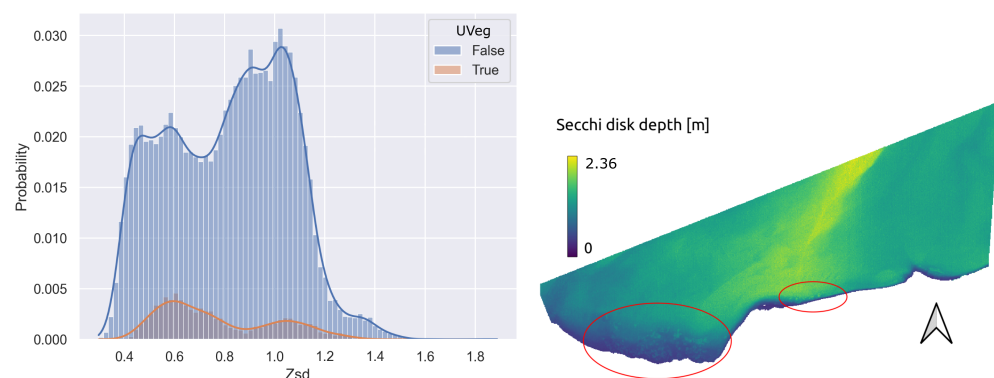 UVeg
False
True
0.030
0.025
0.020
0.015
0.010
0.005
0.000
Probability
0.4 0.6 0.8 1.0 1.2 1.4 1.6 1.8
Zsd
Secchi disk depth [m]
2.36
0